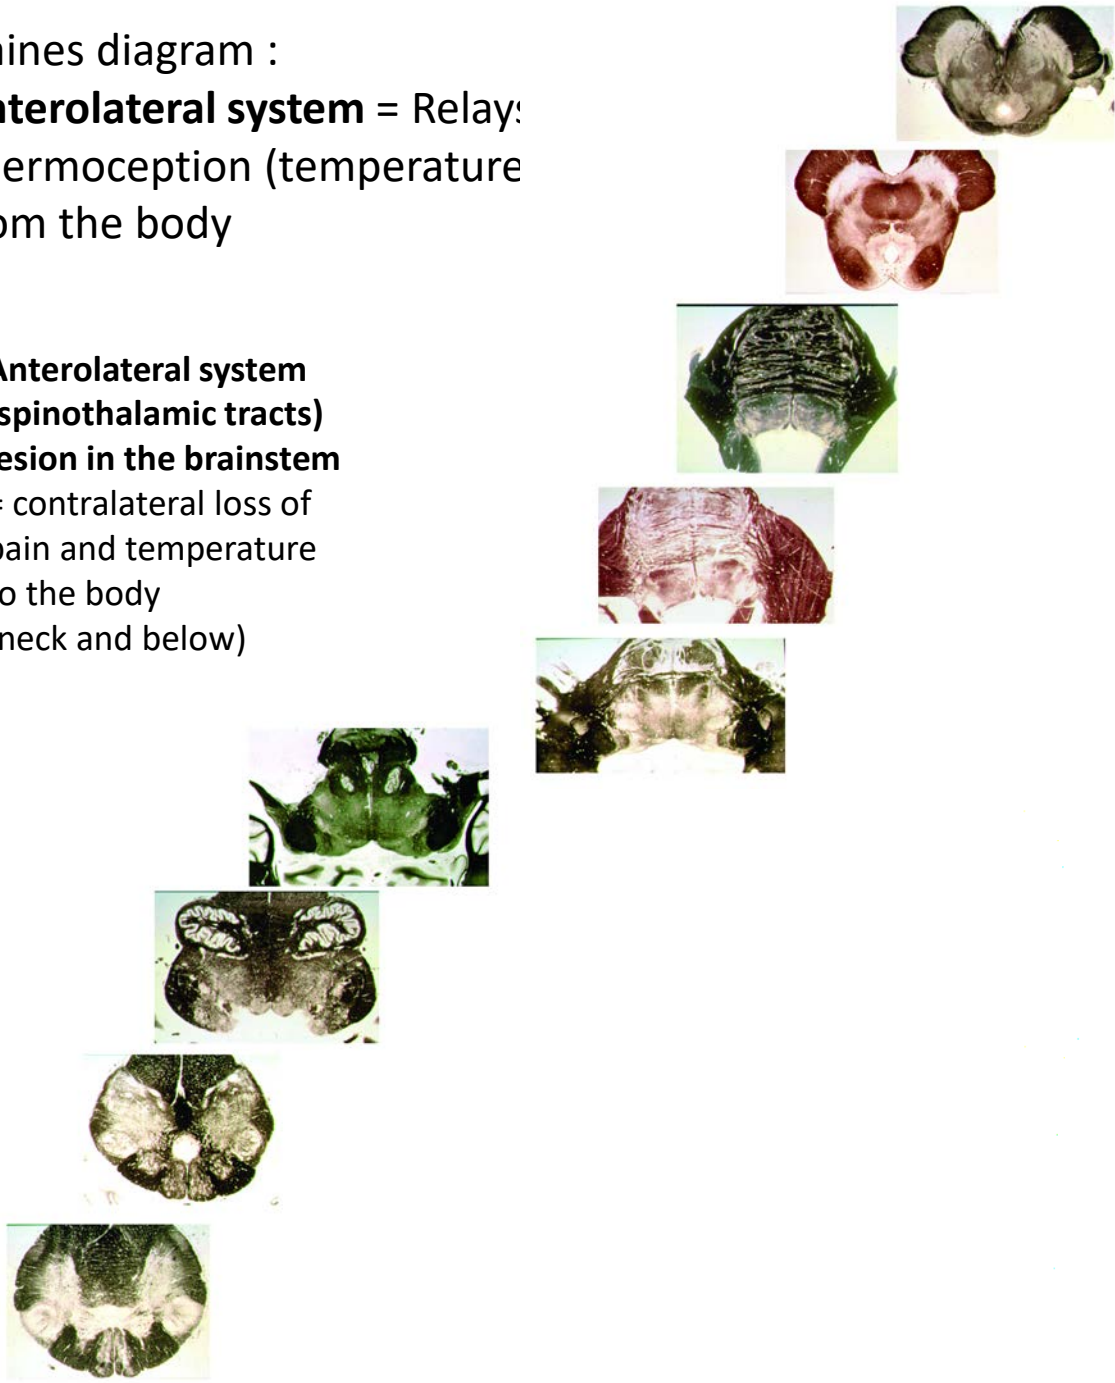 ines diagram :
nterolateral system = Relays
ermoception (temperature
om the body
Anterolateral system
spinothalamic tracts)
esion in the brainstem
= contralateral loss of
pain and temperature
o the body
neck and below)